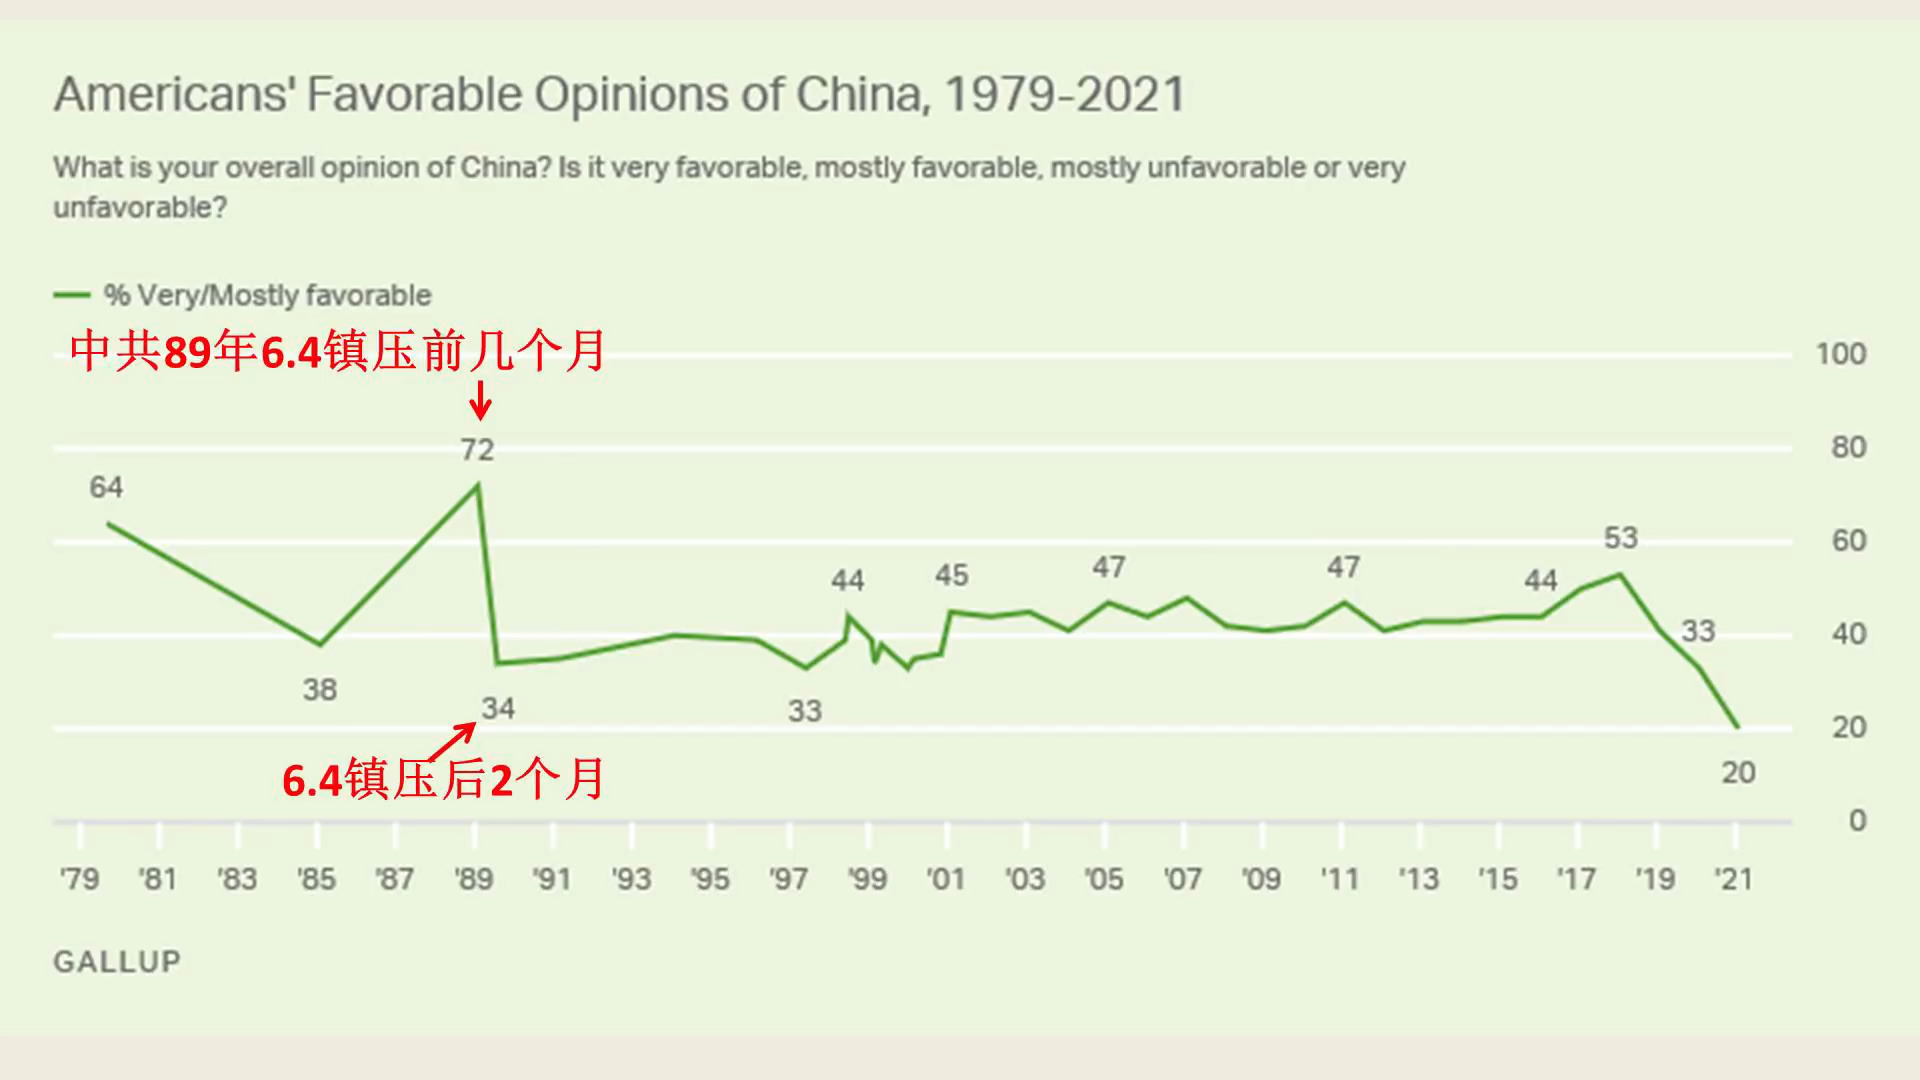 Americans' Favorable Opinions of China, 1979-2021
What is your overall opinion of China? Is it very favorable, mostly favorable, mostly unfavorable or very
unfavorable?
% Very/Mostly favorable
中共89年6.4镇压前几个月
100
72
80
64
53
60
44
45
47
47
44
33
40
38
34
33
20
6.4镇压后2个月
20
0
'79 '81 '83 '85 '87 '89 '91 '93 '95 '97 '99 '01 '03 '05 '07 '09 '11 '13 '15 '17 '19 '21
GALLUP